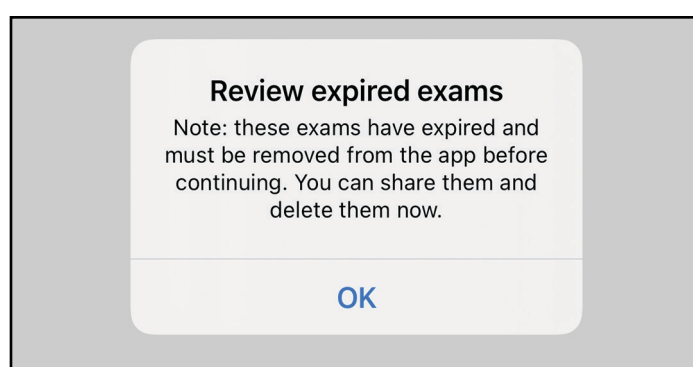 Review expired exams
Note: these exams have expired and
must be removed from the app before
continuing. You can share them and
delete them now.
OK